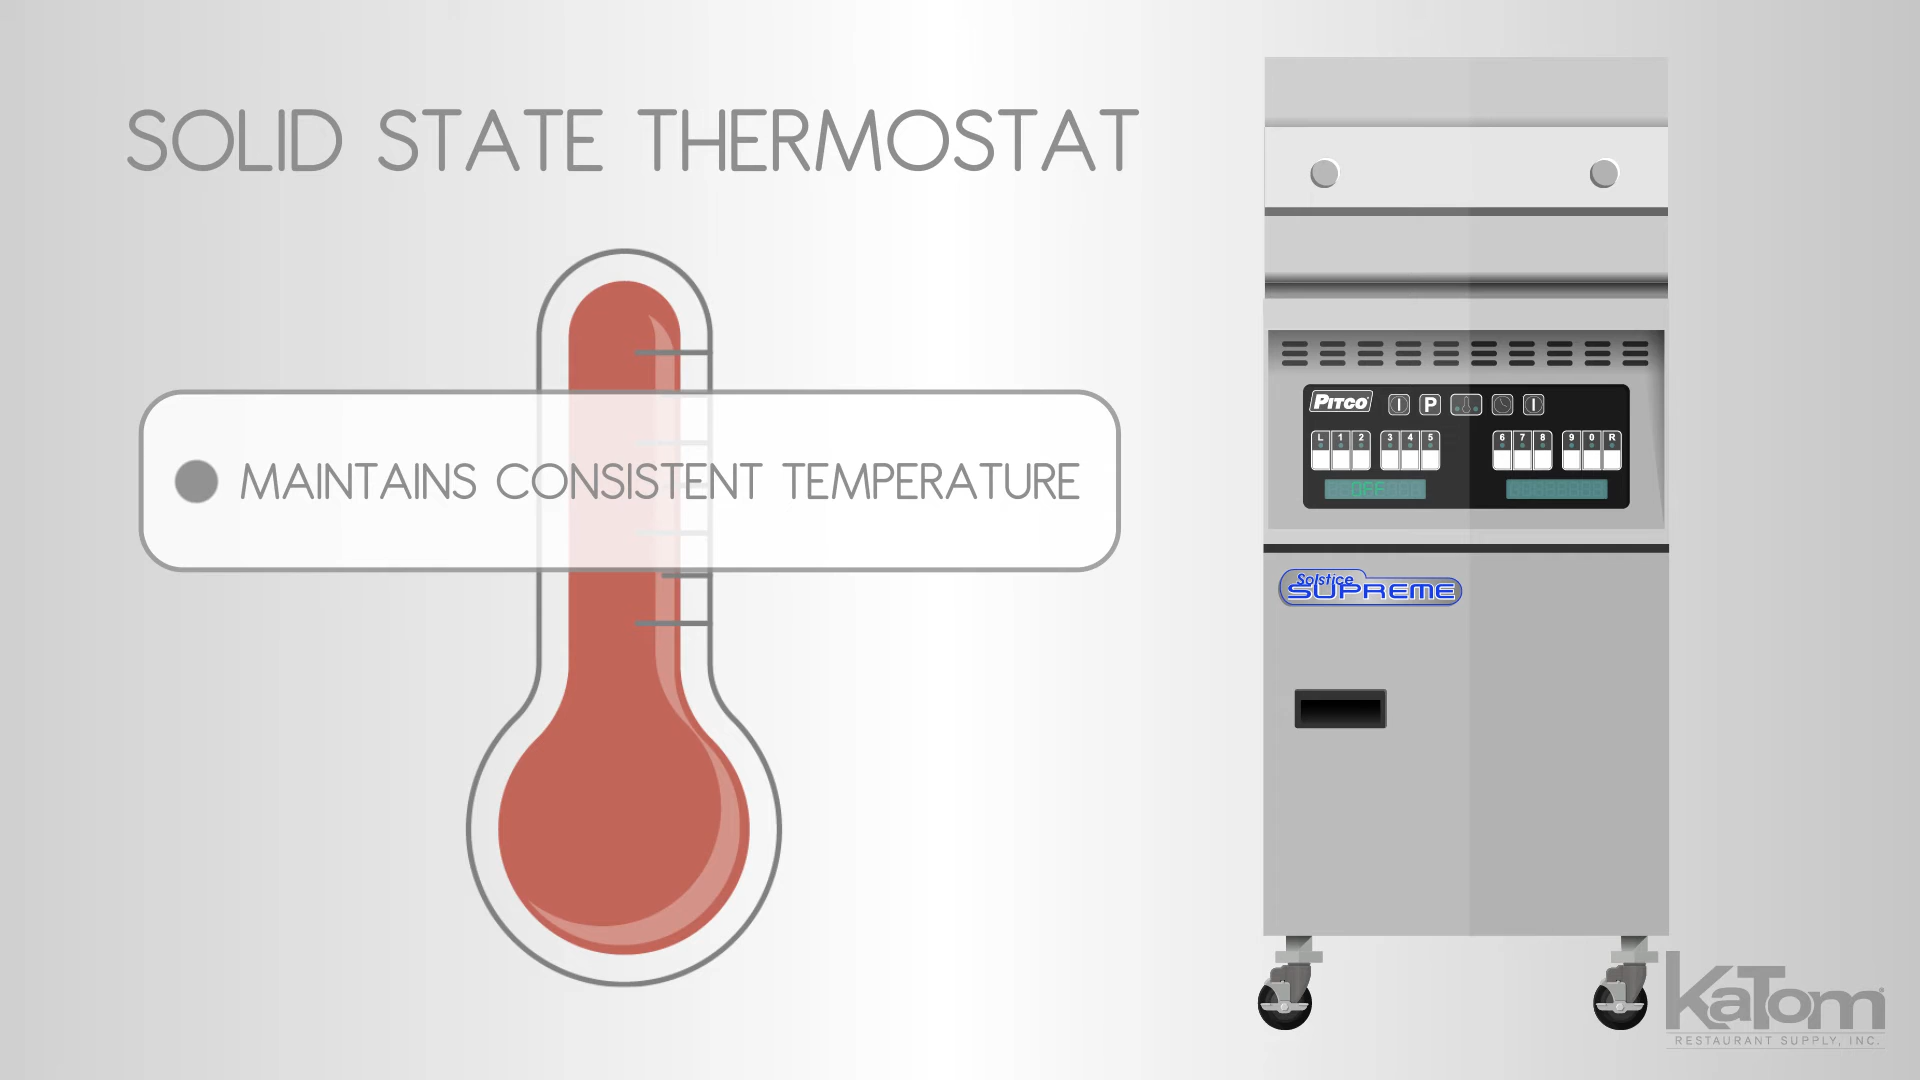 SOLID STATE THERMOSTAT
MAINTAINS CONSISTENT TEMPERATURE
PITCO
P
L 1 2 3 4 5 6 7 8 9 0 R
OFF
Solstice
SUPREME
KaTom
RESTAURANT SUPPLY, INC.